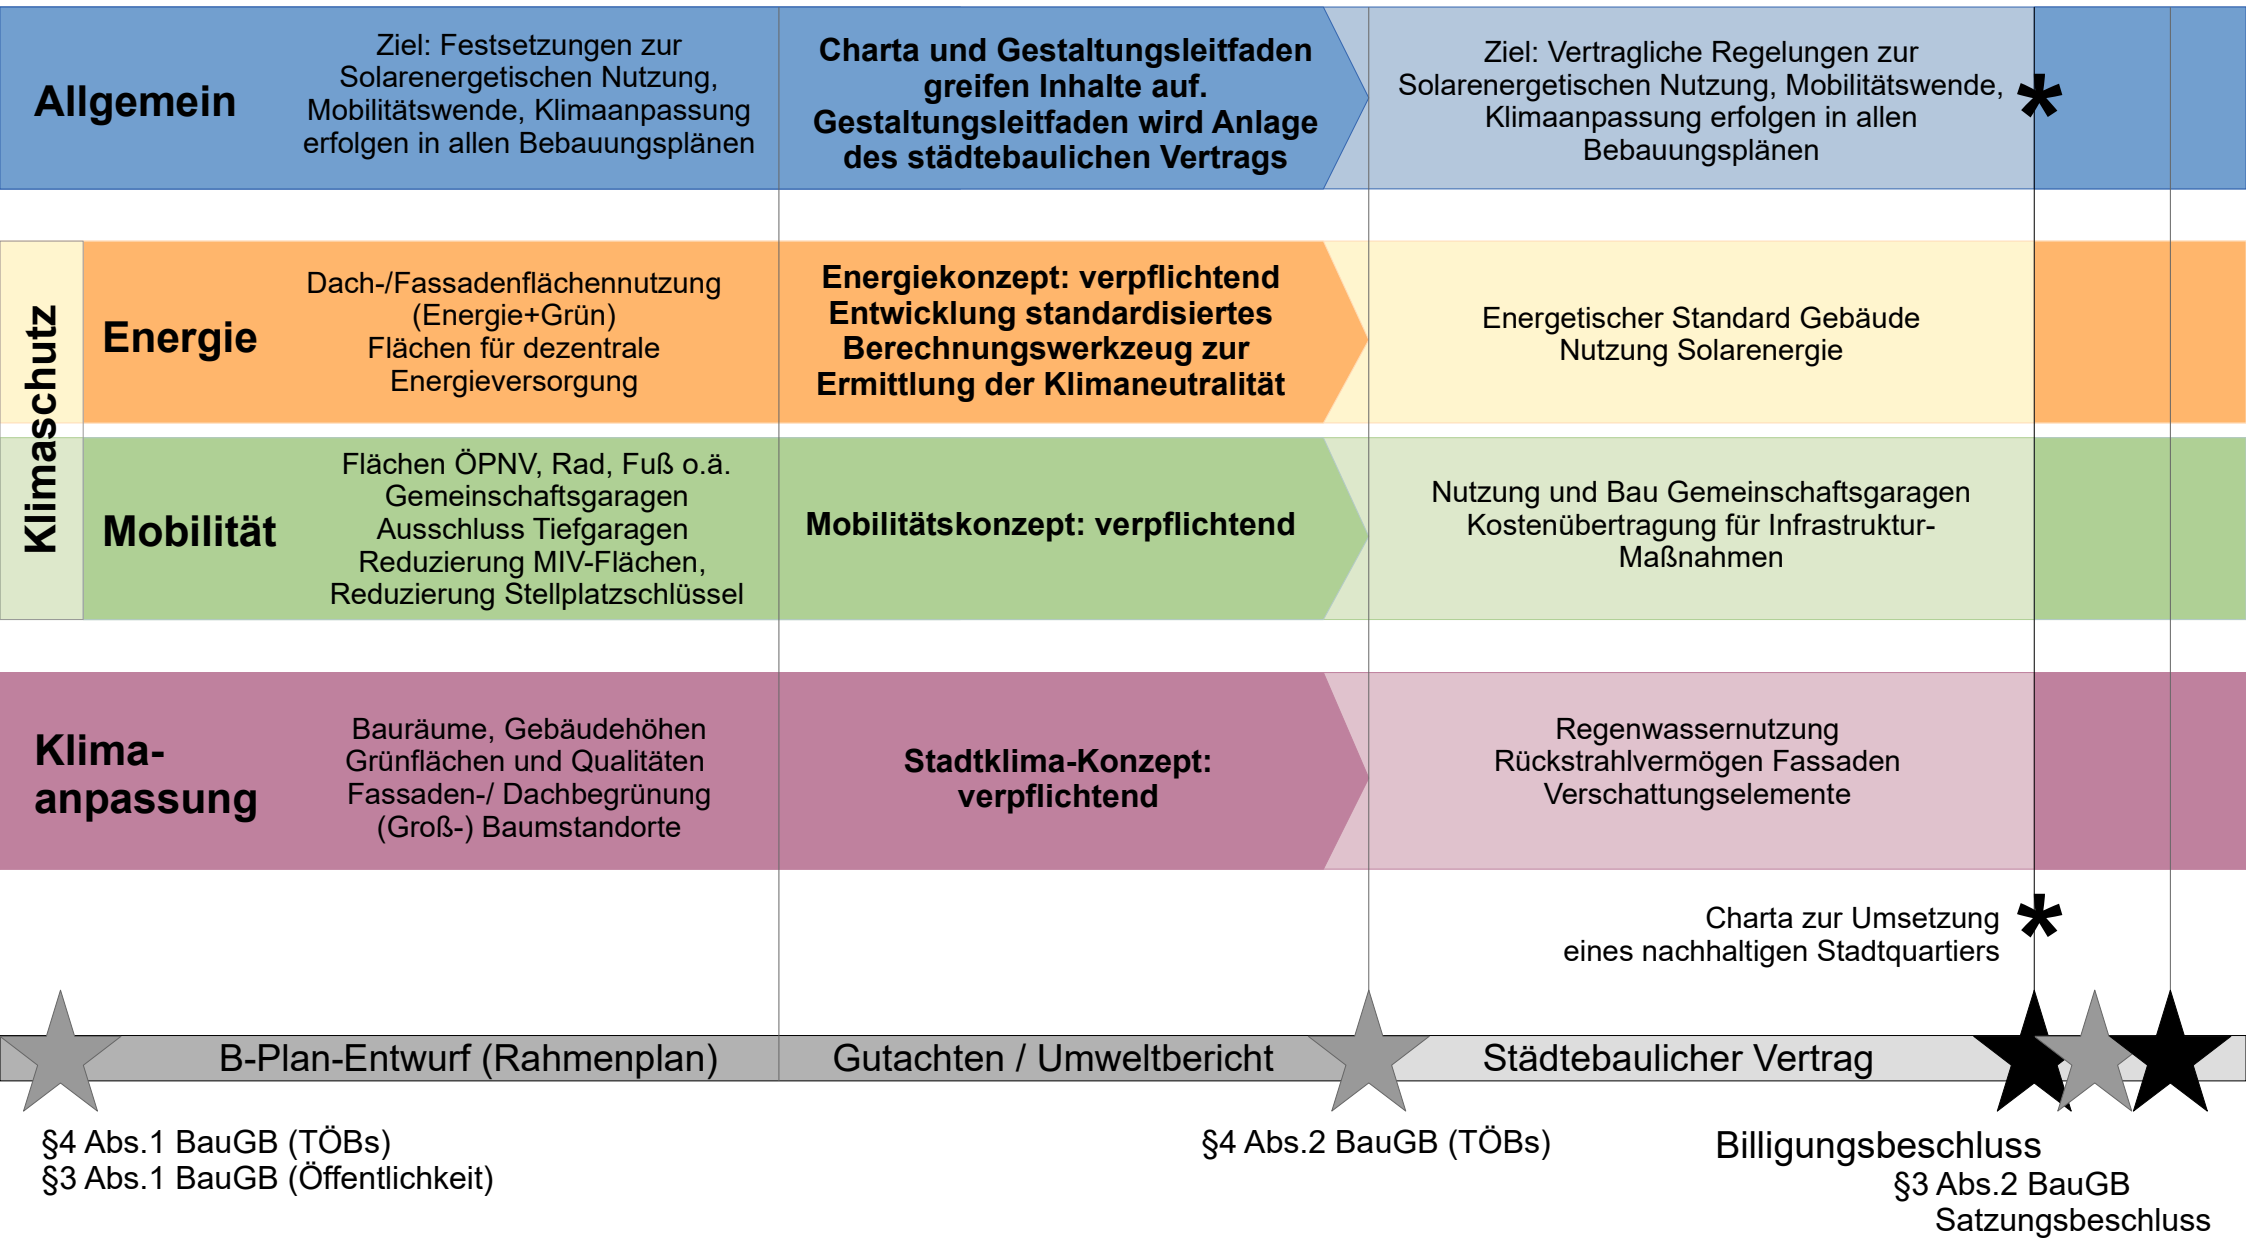 Allgemein
Ziel: Festsetzungen zur
Solarenergetischen Nutzung,
Mobilitätswende, Klimaanpassung
erfolgen in allen Bebauungsplänen
Charta und Gestaltungsleitfaden
greifen Inhalte auf.
Gestaltungsleitfaden wird Anlage
des städtebaulichen Vertrags
Ziel: Vertragliche Regelungen zur
Solarenergetischen Nutzung, Mobilitätswende,
Klimaanpassung erfolgen in allen
Bebauungsplänen
*
Klimaschutz
Energie
Dach-/Fassadenflächennutzung
(Energie+Grün)
Flächen für dezentrale
Energieversorgung
Energiekonzept: verpflichtend
Entwicklung standardisiertes
Berechnungswerkzeug zur
Ermittlung der Klimaneutralität
Energetischer Standard Gebäude
Nutzung Solarenergie
Mobilität
Flächen ÖPNV, Rad, Fuß o.ä.
Gemeinschaftsgaragen
Ausschluss Tiefgaragen
Reduzierung MIV-Flächen,
Reduzierung Stellplatzschlüssel
Mobilitätskonzept: verpflichtend
Nutzung und Bau Gemeinschaftsgaragen
Kostenübertragung für Infrastruktur-
Maßnahmen
Klima-
anpassung
Bauräume, Gebäudehöhen
Grünflächen und Qualitäten
Fassaden-/ Dachbegrünung
(Groß-) Baumstandorte
Stadtklima-Konzept:
verpflichtend
Regenwassernutzung
Rückstrahlvermögen Fassaden
Verschattungselemente
Charta zur Umsetzung *
eines nachhaltigen Stadtquartiers
B-Plan-Entwurf (Rahmenplan)
Gutachten / Umweltbericht
Städtebaulicher Vertrag
§4 Abs.1 BauGB (TÖBs)
§3 Abs.1 BauGB (Öffentlichkeit)
§4 Abs.2 BauGB (TÖBs)
Billigungsbeschluss
§3 Abs.2 BauGB
Satzungsbeschluss